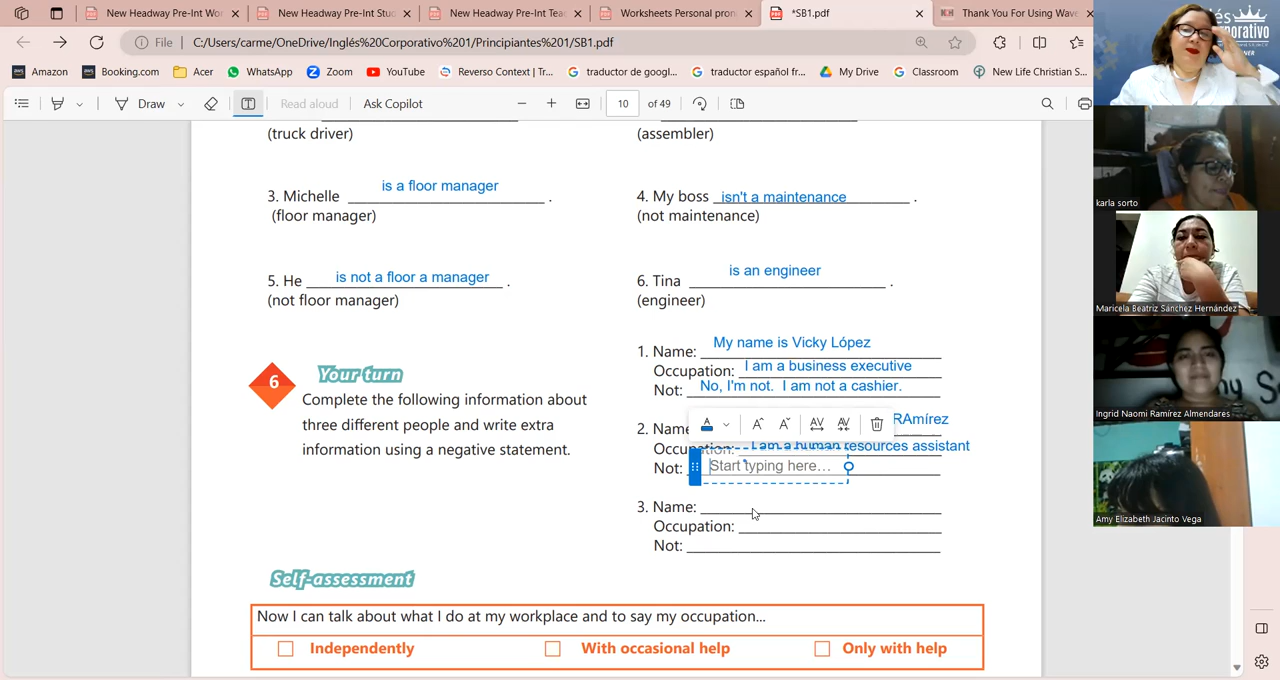 New Headway Pre-Int Wor
New Headway Pre-Int Stu
New Headway Pre-Int Tea
Worksheets Personal pron
*SB1.pdf
Thank You For Using Wave
File
C:/Users/carme/OneDrive/Inglés%20Corporativo%201/Principiantes%201/SB1.pdf
Amazon
Booking.com
Acer
WhatsApp
Zoom
YouTube
Reverso Context | Tr...
traductor de googl...
traductor español fr...
My Drive
Classroom
New Life Christian S...
Draw
Read aloud
Ask Copilot
10
of 49
(truck driver)
(assembler)
3. Michelle is a floor manager .
(floor manager)
4. My boss isn't a maintenance .
(not maintenance)
5. He is not a floor a manager .
(not floor manager)
6. Tina is an engineer .
(engineer)
6
Your turn
Complete the following information about
three different people and write extra
information using a negative statement.
1. Name: My name is Vicky López
Occupation: I am a business executive
Not: No, I'm not. I am not a cashier.
2. Name RAmírez
Occupation: I am a human resources assistant
Not: Start typing here...
3. Name:
Occupation:
Not:
Self-assessment
Now I can talk about what I do at my workplace and to say my occupation...
Independently
With occasional help
Only with help
karla sorto
Maricela Beatriz Sánchez Hernández
Ingrid Naomi Ramírez Almendares
Amy Elizabeth Jacinto Vega